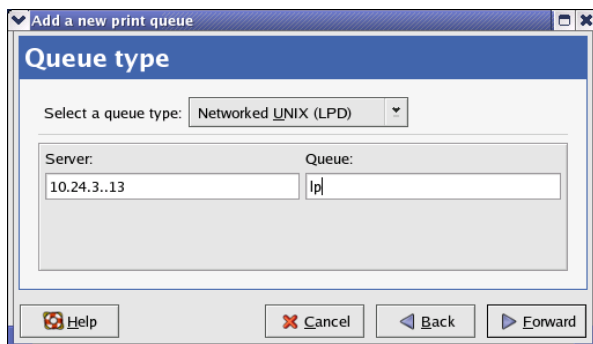 Add a new print queue
Queue type
Select a queue type: Networked UNIX (LPD)
Server: Queue:
10.24.3..13 lp
Help Cancel Back Forward